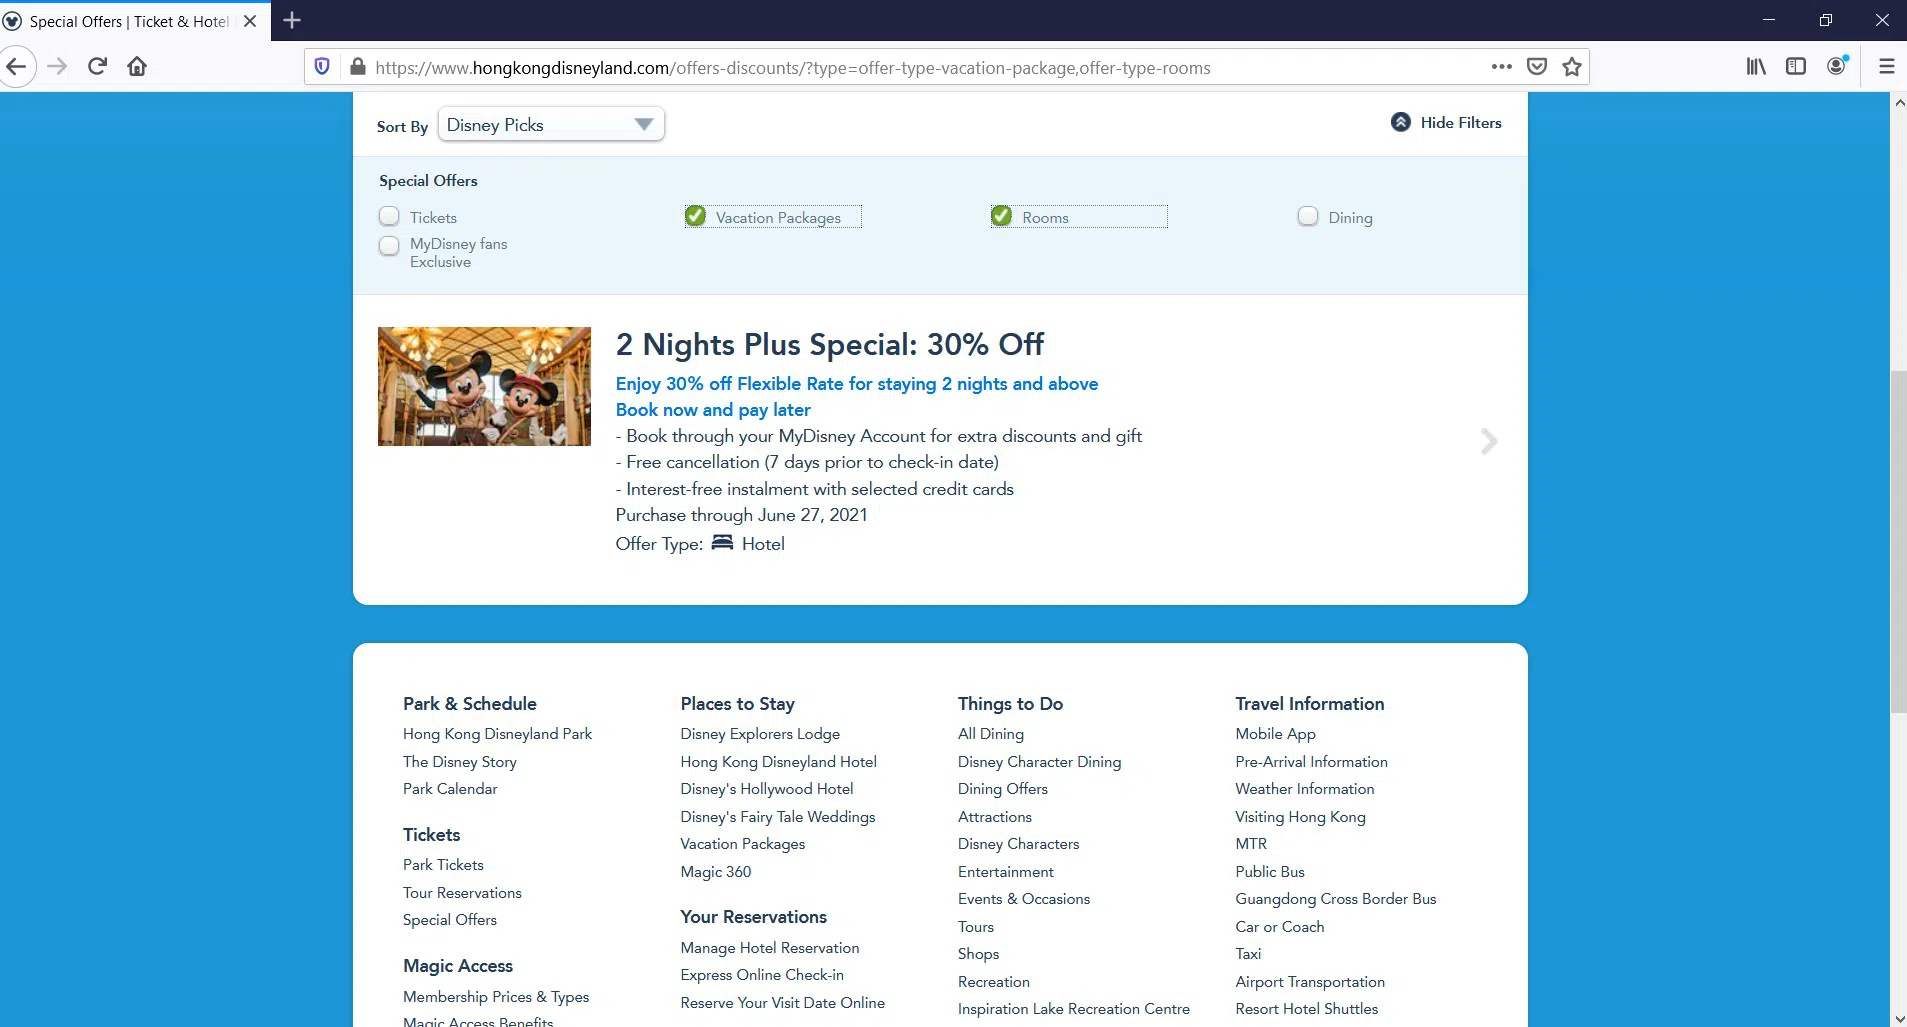 Special Offers | Ticket & Hotel
https://www.hongkongdisneyland.com/offers-discounts/?type=offer-type-vacation-package,offer-type-rooms
Sort By
Disney Picks
Hide Filters
Special Offers
Tickets
Vacation Packages
Rooms
Dining
MyDisney fans
Exclusive
2 Nights Plus Special: 30% Off
Enjoy 30% off Flexible Rate for staying 2 nights and above
Book now and pay later
- Book through your MyDisney Account for extra discounts and gift
- Free cancellation (7 days prior to check-in date)
- Interest-free instalment with selected credit cards
Purchase through June 27, 2021
Offer Type: Hotel
Park & Schedule
Hong Kong Disneyland Park
The Disney Story
Park Calendar
Tickets
Park Tickets
Tour Reservations
Special Offers
Magic Access
Membership Prices & Types
Magic Access Benefits
Places to Stay
Disney Explorers Lodge
Hong Kong Disneyland Hotel
Disney's Hollywood Hotel
Disney's Fairy Tale Weddings
Vacation Packages
Magic 360
Your Reservations
Manage Hotel Reservation
Express Online Check-in
Reserve Your Visit Date Online
Things to Do
All Dining
Disney Character Dining
Dining Offers
Attractions
Disney Characters
Entertainment
Events & Occasions
Tours
Shops
Recreation
Inspiration Lake Recreation Centre
Travel Information
Mobile App
Pre-Arrival Information
Weather Information
Visiting Hong Kong
MTR
Public Bus
Guangdong Cross Border Bus
Car or Coach
Taxi
Airport Transportation
Resort Hotel Shuttles